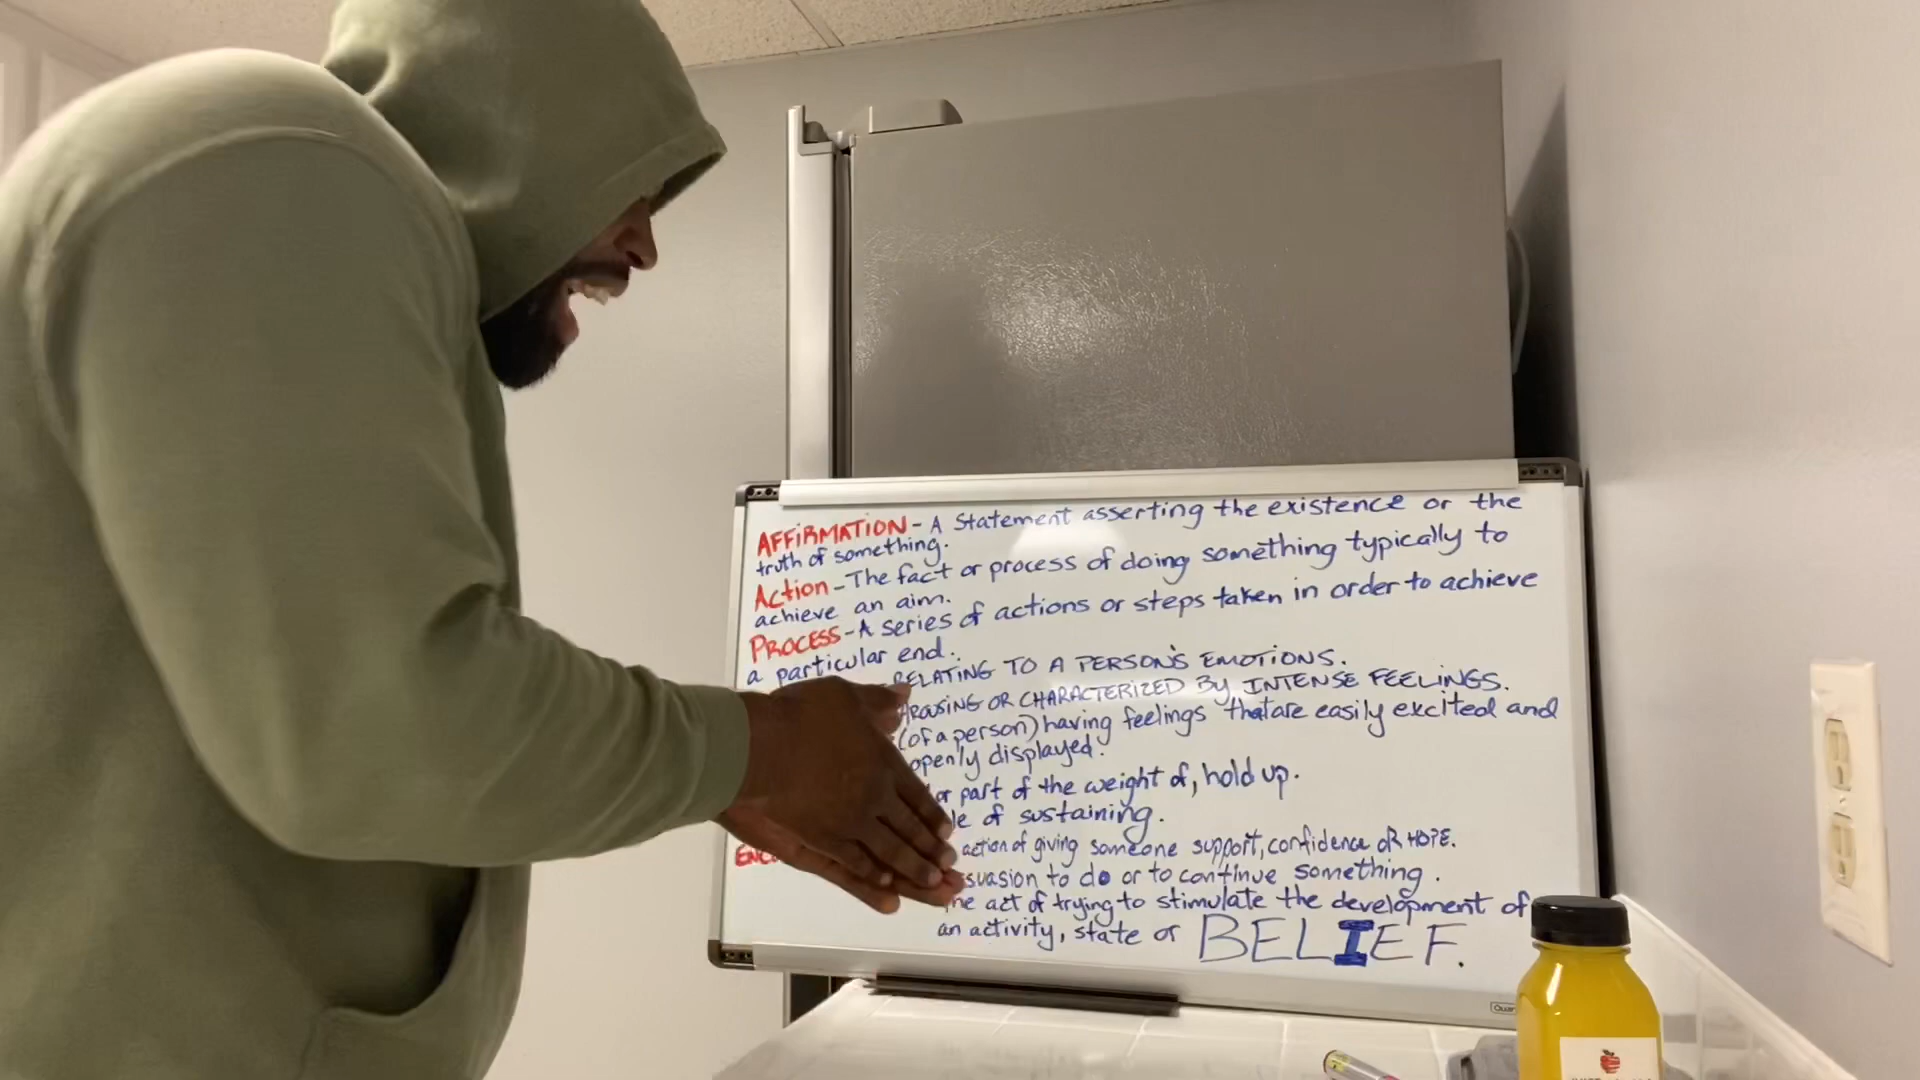 AFFIRMATION - A Statement asserting the existence or the
truth of something.
Action - The fact or process of doing something typically to
achieve an aim.
PROCESS - A series of actions or steps taken in order to achieve
a particular end.
- RELATING TO A PERSON'S EMOTIONS.
AROUSING OR CHARACTERIZED By INTENSE FEELINGS.
(of a person) having feelings that are easily excited and
openly displayed.
or part of the weight of, hold up.
of sustaining.
action of giving someone support, confidence OR HOPE.
to do or to continue something.
act of trying to stimulate the development of
an activity, state or BELIEF.